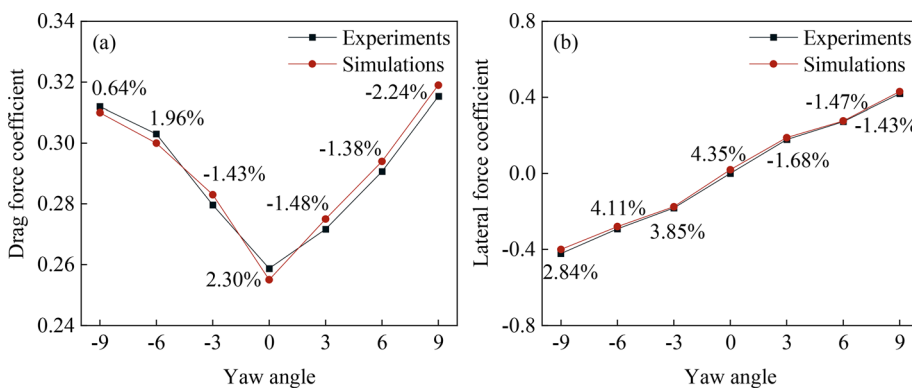 (a)
Experiments
Simulations
0.34
0.32
0.30
0.28
0.26
0.24
Drag force coefficient
0.64%
1.96%
-1.43%
2.30%
-1.48%
-1.38%
-2.24%
-9 -6 -3 0 3 6 9
Yaw angle
(b)
Experiments
Simulations
0.8
0.4
0.0
-0.4
-0.8
Lateral force coefficient
2.84%
4.11%
3.85%
4.35%
-1.68%
-1.47%
-1.43%
-9 -6 -3 0 3 6 9
Yaw angle